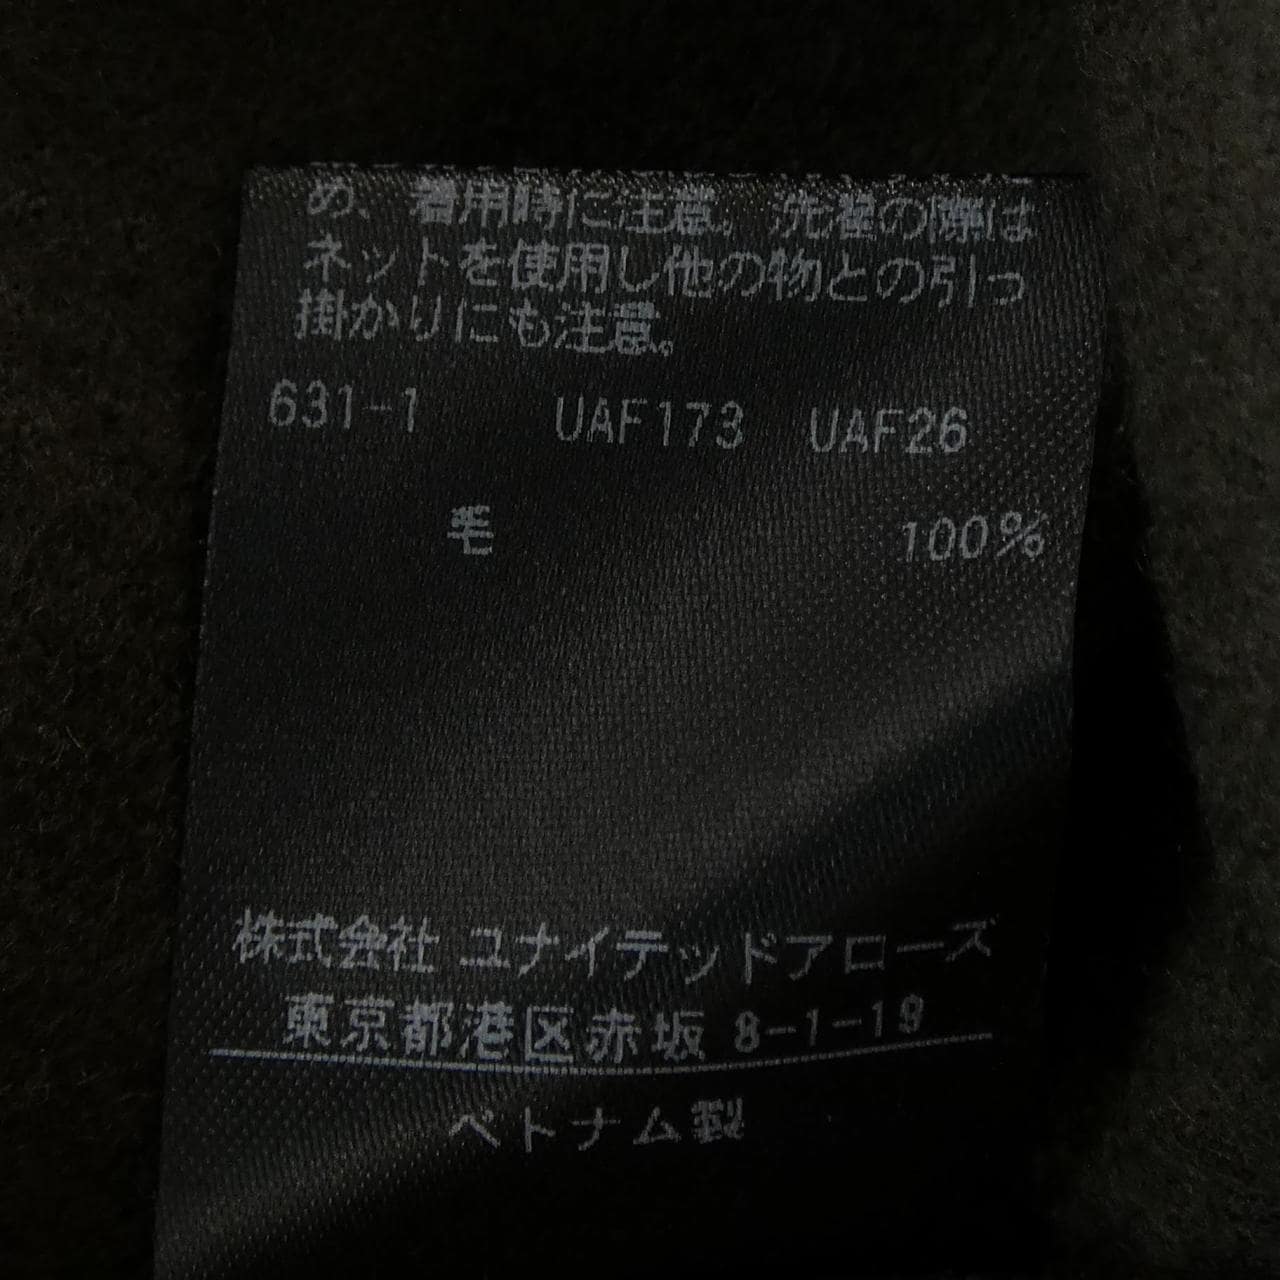 め、着用時に注意。洗濯の際は
ネットを使用し他の物との引っ
掛かりにも注意。
631-1 UAF173 UAF26
毛 100%
株式会社 ユナイテッドアローズ
東京都港区赤坂 8-1-19
ベトナム製